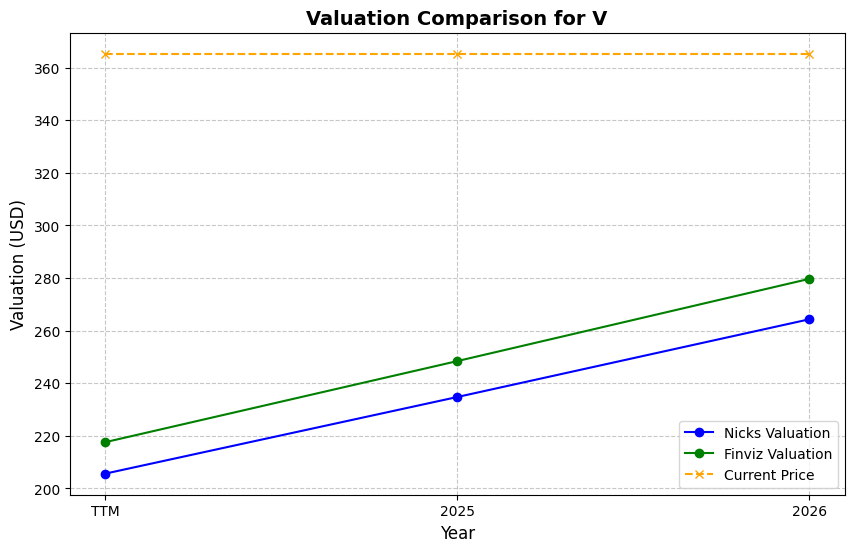 Valuation Comparison for V
Valuation (USD)
360
340
320
300
280
260
240
220
200
TTM
2025
2026
Year
Nicks Valuation
Finviz Valuation
Current Price